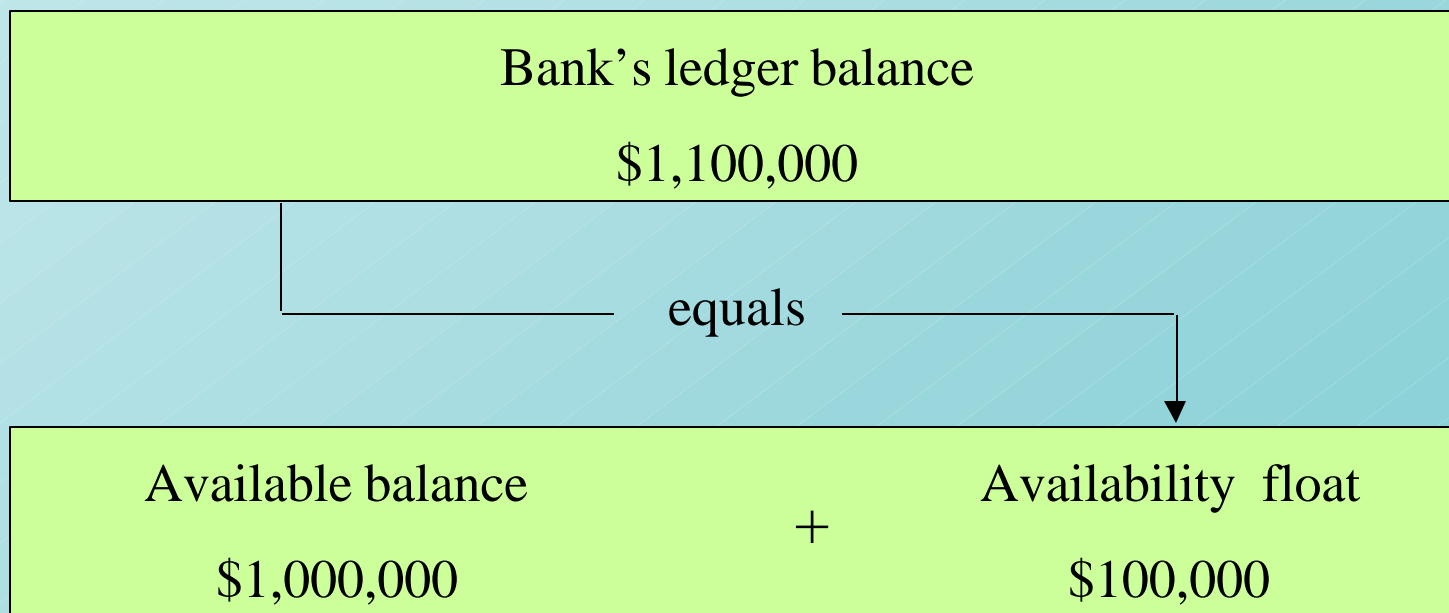 Bank’s ledger balance
$1,100,000
equals
Available balance
+
Availability float
$1,000,000
$100,000